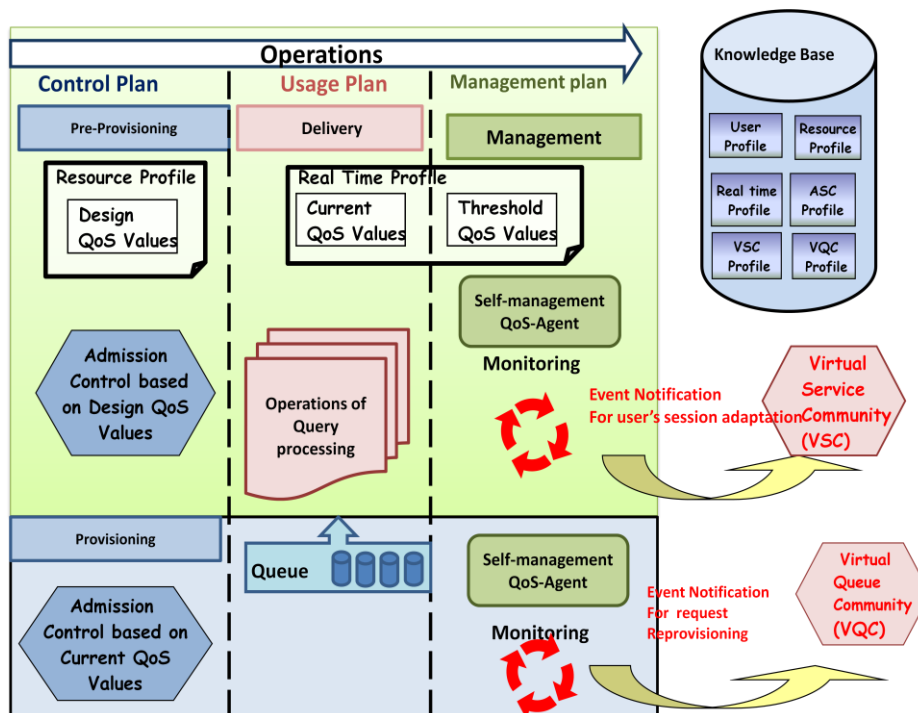 Operations
Control Plan
Usage Plan
Management plan
Pre-Provisioning
Delivery
Management
Resource Profile
Design
QoS Values
Real Time Profile
Current
QoS Values
Threshold
QoS Values
Self-management
QoS-Agent
Admission
Control based
on Design QoS
Values
Operations of
Query
processing
Monitoring
Event Notification
For user's session adaptation
Virtual
Service
Community
(VSC)
Knowledge Base
User
Profile
Resource
Profile
Real time
Profile
ASC
Profile
VSC
Profile
VQC
Profile
Provisioning
Queue
Self-management
QoS-Agent
Admission
Control based on
Current QoS
Values
Monitoring
Event Notification
For request
Reprovisioning
Virtual
Queue
Community
(VQC)